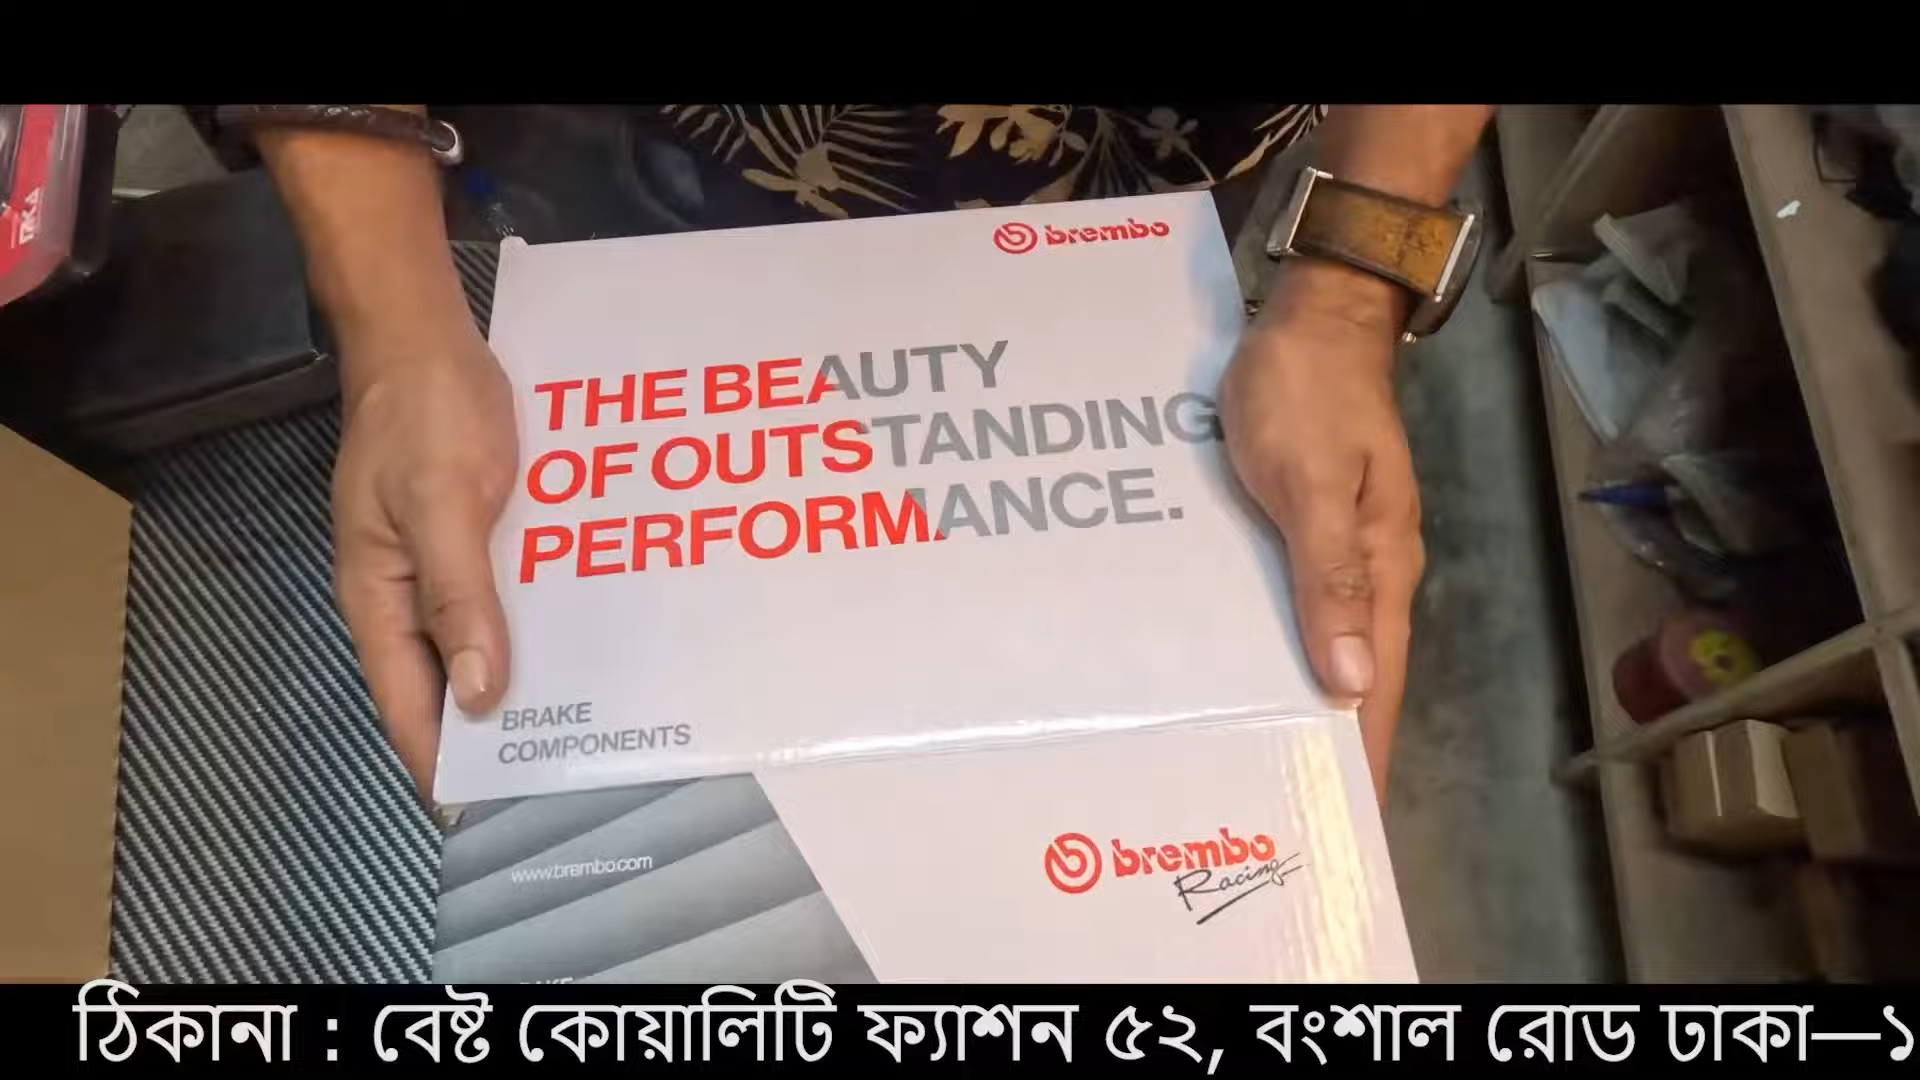 brembo
THE BEAUTY
OF OUTSTANDING
PERFORMANCE.
BRAKE
COMPONENTS
www.brembo.com
brembo
Racing
ঠিকানা : বেষ্ট কোয়ালিটি ফ্যাশন ৫২, বংশাল রোড ঢাকা—১